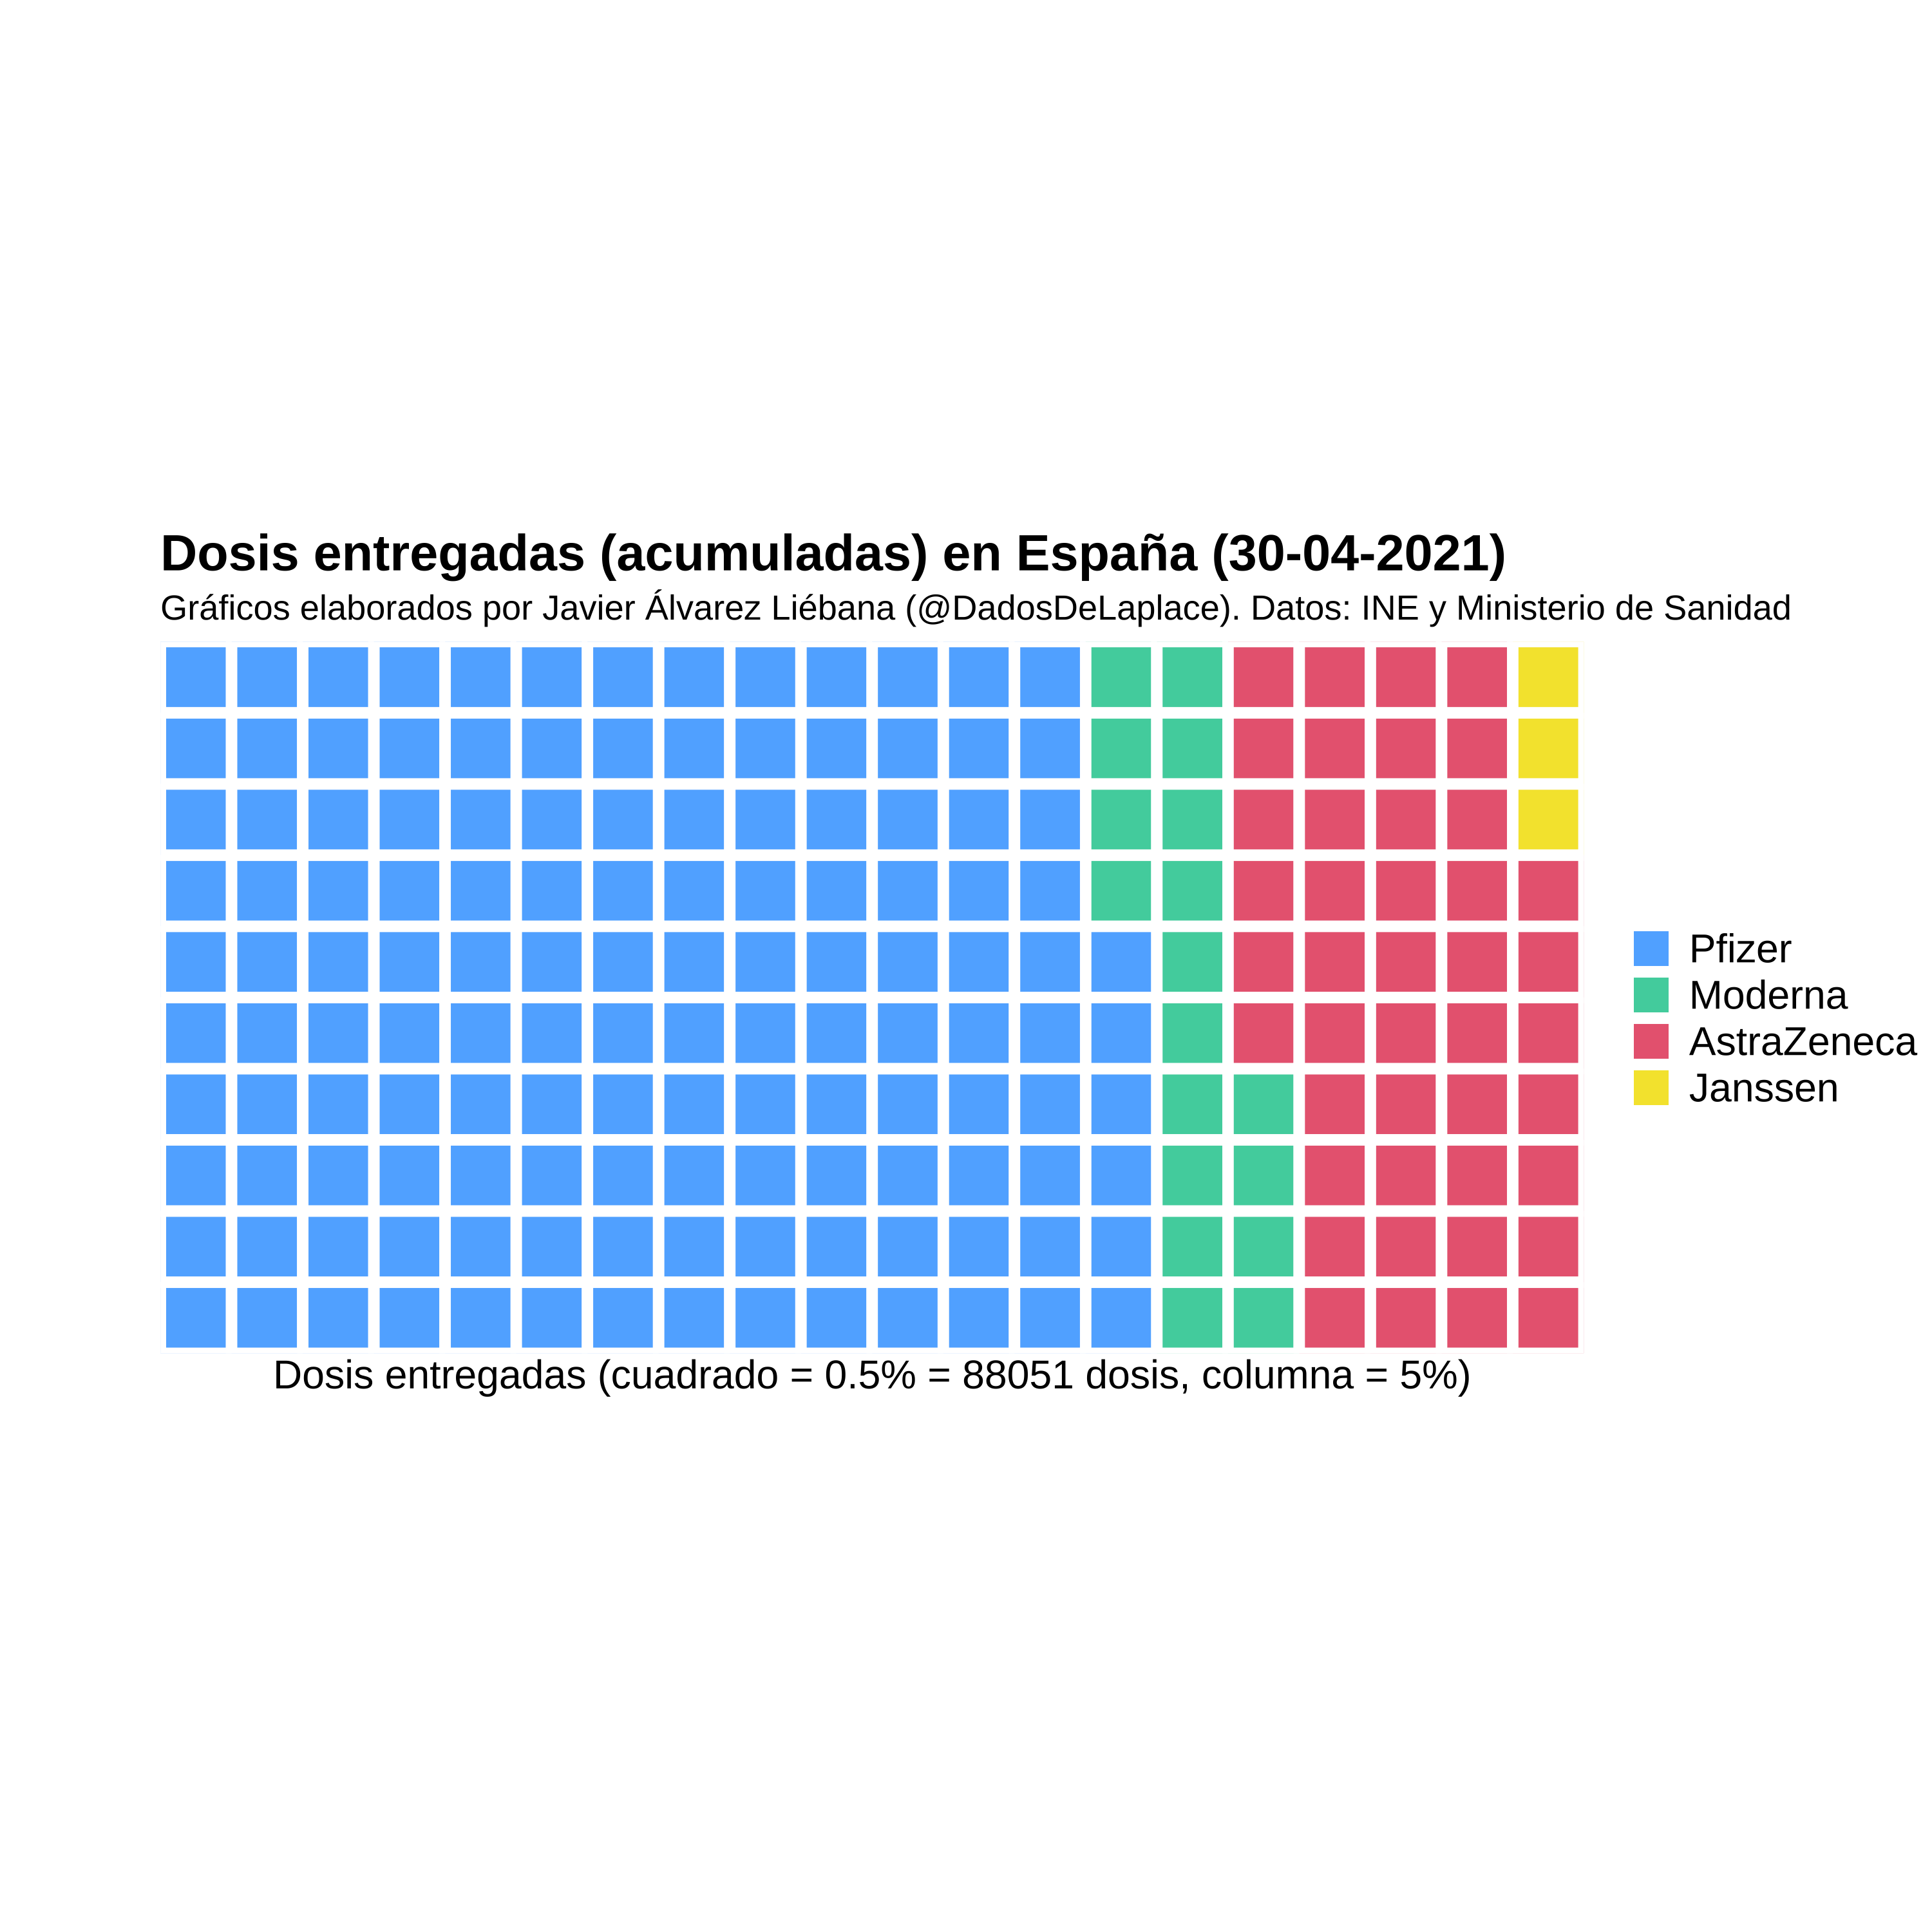 Dosis entregadas (acumuladas) en España (30-04-2021)
Gráficos elaborados por Javier Álvarez Liébana (@DadosDeLaplace). Datos: INE y Ministerio de Sanidad
Pfizer
Moderna
AstraZeneca
Janssen
Dosis entregadas (cuadrado = 0.5% = 88051 dosis, columna = 5%)